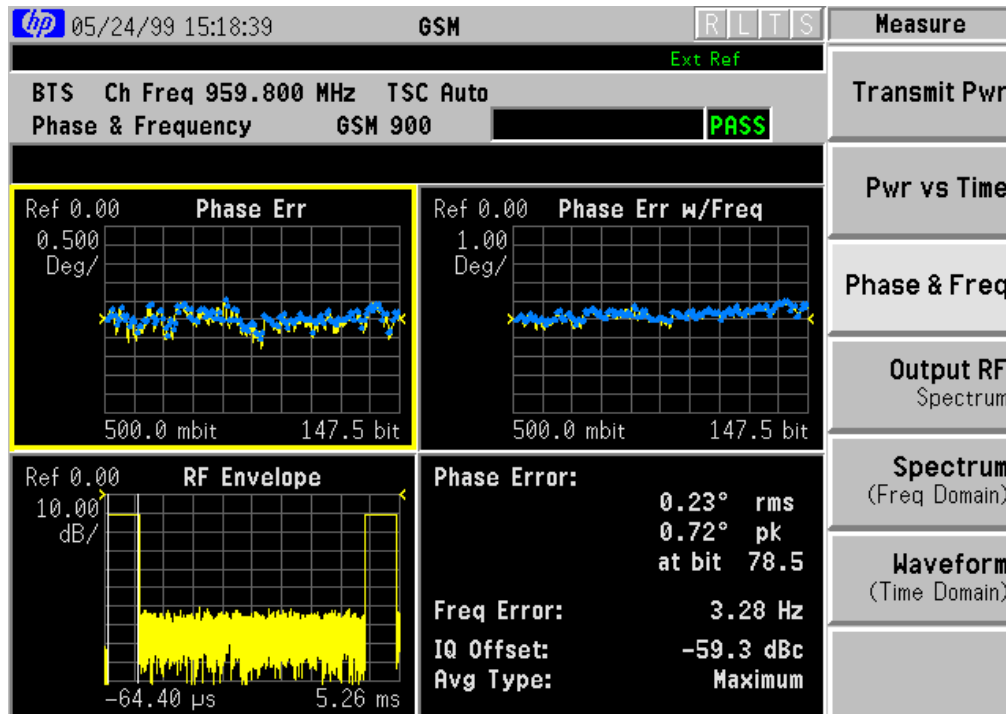 hp 05/24/99 15:18:39 GSM R L T S
Ext Ref
BTS Ch Freq 959.800 MHz TSC Auto
Phase & Frequency GSM 900 PASS
Ref 0.00 Phase Err
0.500
Deg/
500.0 mbit 147.5 bit
Ref 0.00 Phase Err w/Freq
1.00
Deg/
500.0 mbit 147.5 bit
Ref 0.00 RF Envelope
10.00
dB/
-64.40 µs 5.26 ms
Phase Error:
0.23° rms
0.72° pk
at bit 78.5
Freq Error: 3.28 Hz
IQ Offset: -59.3 dBc
Avg Type: Maximum
Measure
Transmit Pwr
Pwr vs Time
Phase & Freq
Output RF
Spectrum
Spectrum
(Freq Domain)
Waveform
(Time Domain)